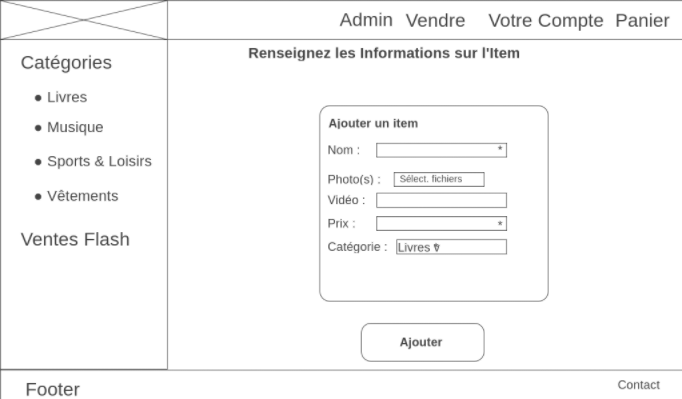 Admin Vendre Votre Compte Panier
Catégories
● Livres
● Musique
● Sports & Loisirs
● Vêtements
Ventes Flash
Renseignez les Informations sur l'Item
Ajouter un item
Nom : *
Photo(s) : Sélect. fichiers
Vidéo :
Prix : *
Catégorie : Livres
Ajouter
Footer
Contact